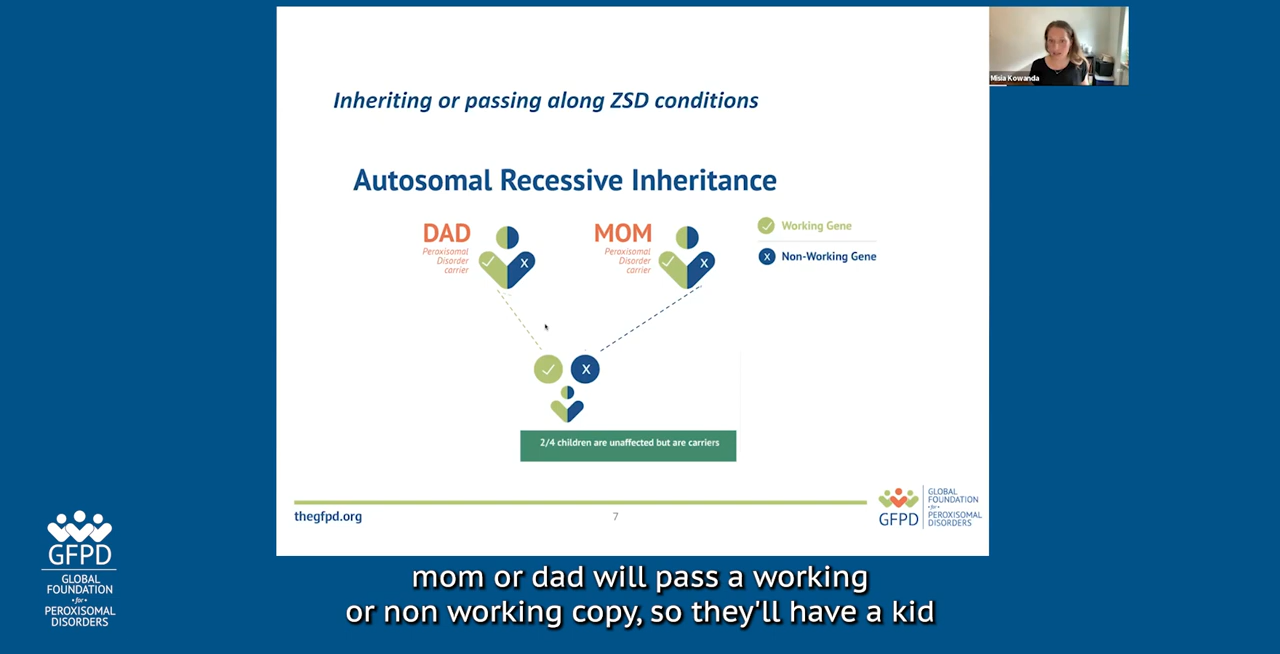 Misia Kowanda
Inheriting or passing along ZSD conditions
Autosomal Recessive Inheritance
DAD
Peroxisomal
Disorder
carrier
X
MOM
Peroxisomal
Disorder
carrier
X
Working Gene
X Non-Working Gene
X
2/4 children are unaffected but are carriers
thegfpd.org
7
GFPD
GLOBAL
FOUNDATION
for
PEROXISOMAL
DISORDERS
GFPD
GLOBAL
FOUNDATION
for
PEROXISOMAL
DISORDERS
mom or dad will pass a working
or non working copy, so they'll have a kid